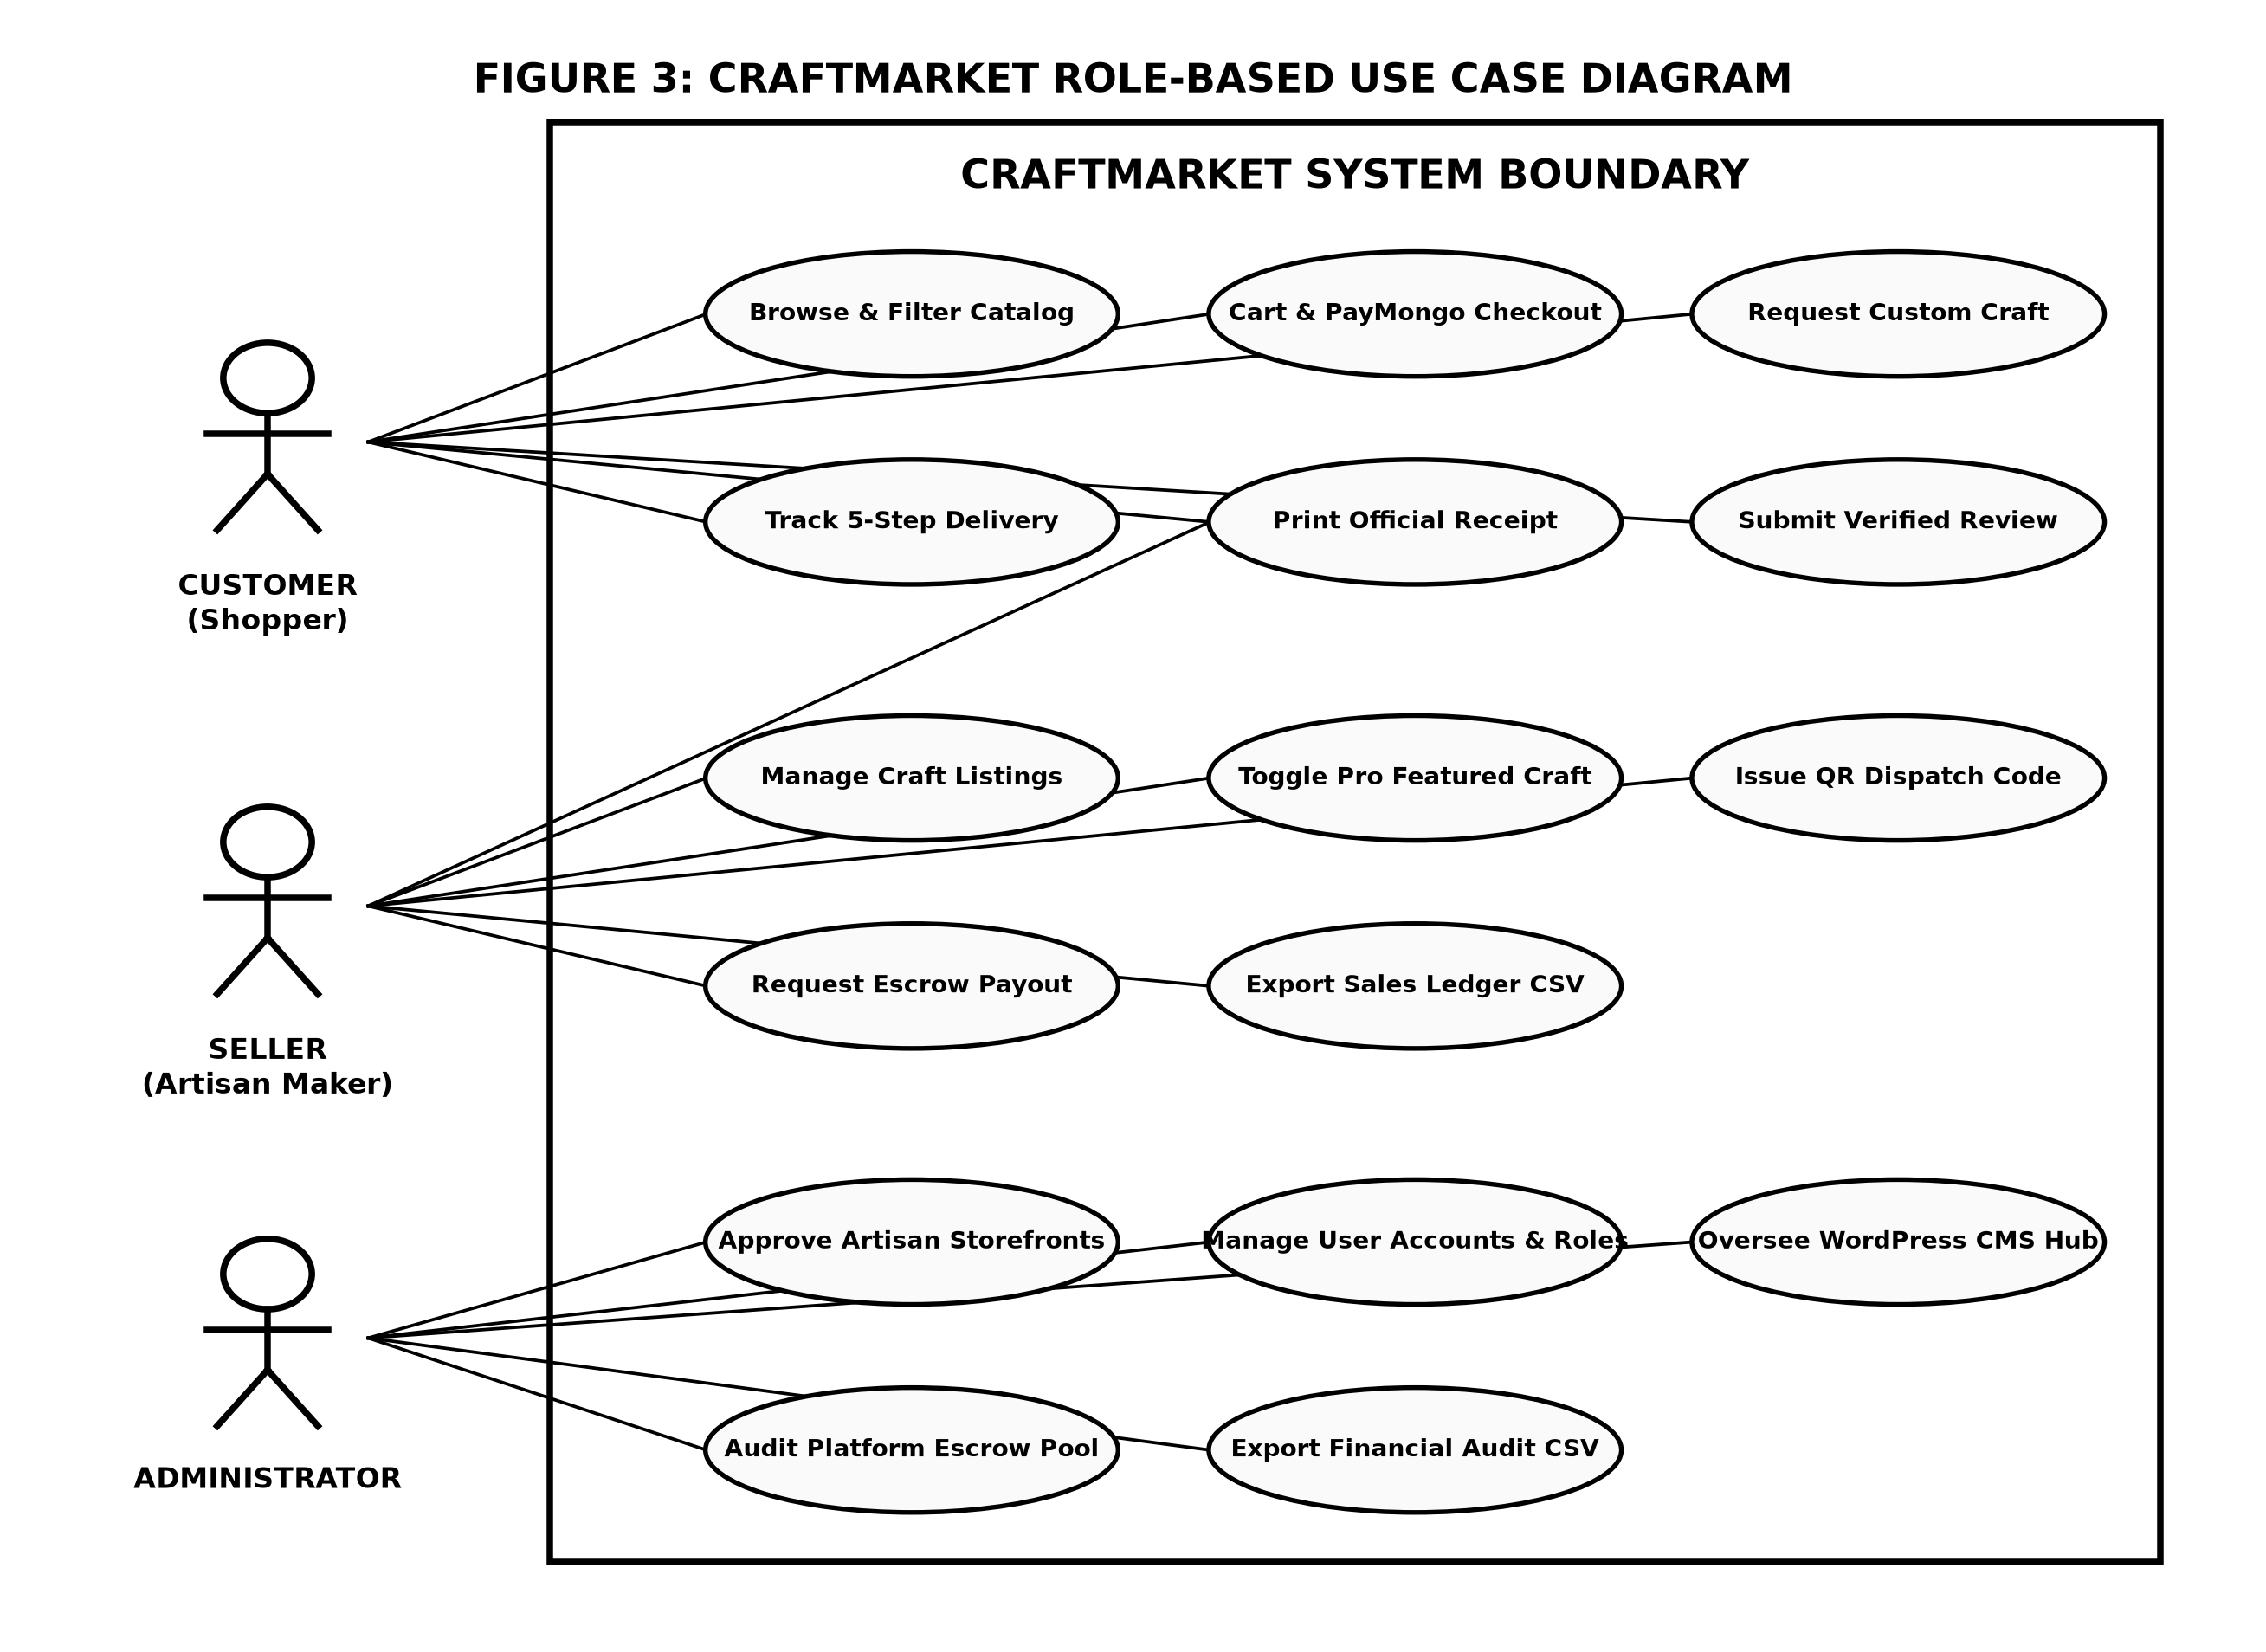 FIGURE 3: CRAFTMARKET ROLE-BASED USE CASE DIAGRAM
CRAFTMARKET SYSTEM BOUNDARY
Browse & Filter Catalog
Cart & PayMongo Checkout
Request Custom Craft
Track 5-Step Delivery
Print Official Receipt
Submit Verified Review
CUSTOMER
(Shopper)
Manage Craft Listings
Toggle Pro Featured Craft
Issue QR Dispatch Code
Request Escrow Payout
Export Sales Ledger CSV
SELLER
(Artisan Maker)
Approve Artisan Storefronts
Manage User Accounts & Roles
Oversee WordPress CMS Hub
Audit Platform Escrow Pool
Export Financial Audit CSV
ADMINISTRATOR